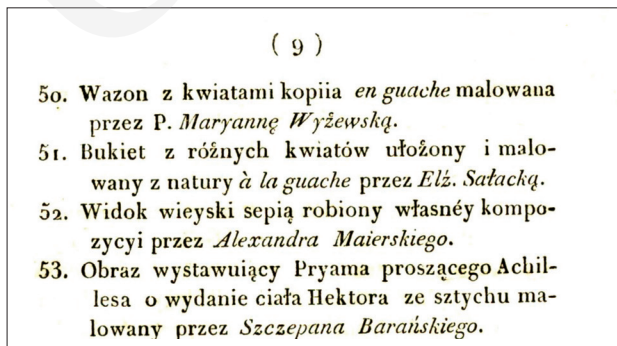 ( 9 )
50. Wazon z kwiatami kopiia en guache malowana
przez P. Maryannę Wyżewską.
51. Bukiet z różnych kwiatów ułożony i malo-
wany z natury à la guache przez Elż. Sałacką.
52. Widok wieyski sepią robiony własnéy kompo-
zycyi przez Alexandra Maierskiego.
53. Obraz wystawuiący Pryama proszącego Achil-
lesa o wydanie ciała Hektora ze sztychu ma-
lowany przez Szczepana Barańskiego.